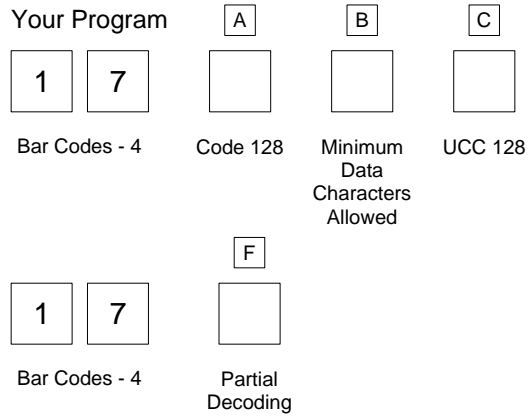 Your Program A B C
1 7
Bar Codes - 4 Code 128 Minimum UCC 128
Data
Characters
Allowed
F
1 7
Bar Codes - 4 Partial
Decoding